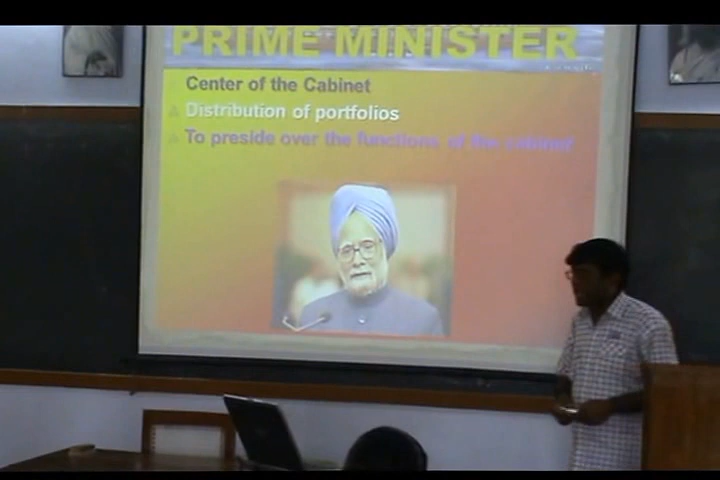 PRIME MINISTER
Center of the Cabinet
Distribution of portfolios
To preside over the functions of the cabinet